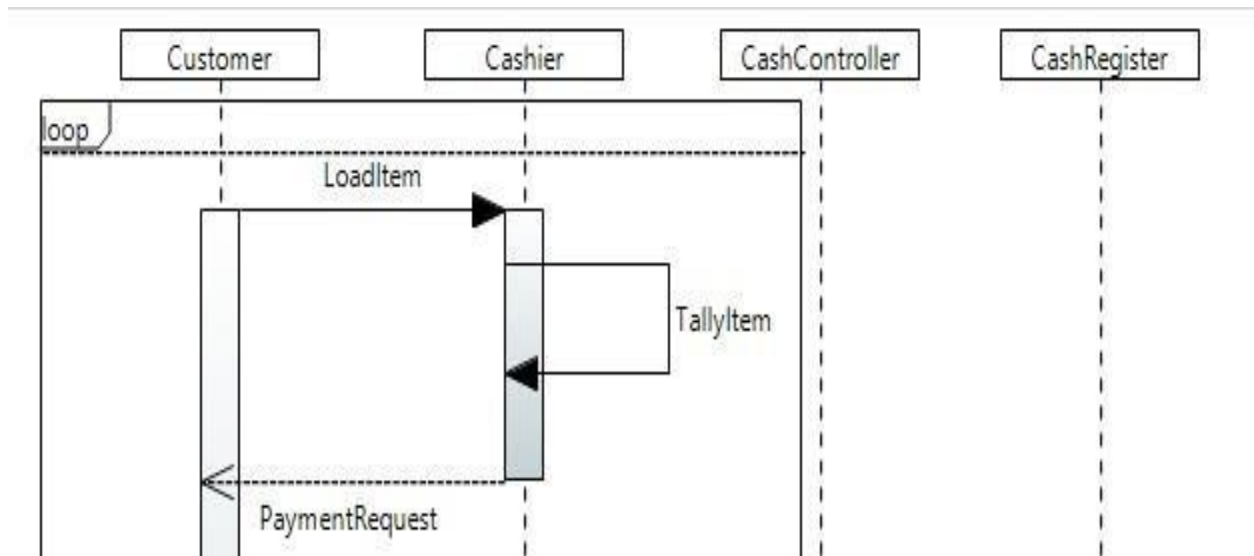 Customer
Cashier
CashController
CashRegister
loop
LoadItem
TallyItem
PaymentRequest